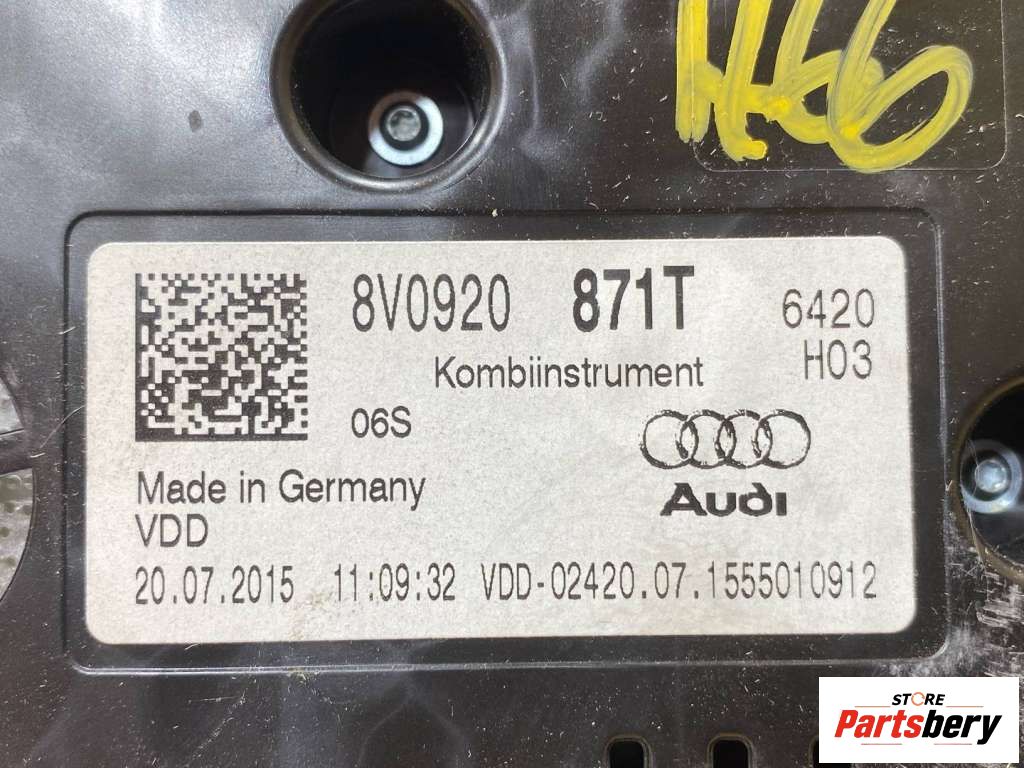 H66
8V0920 871T 6420
Kombiinstrument H03
06S
Audi
Made in Germany
VDD
20.07.2015 11:09:32 VDD-02420.07.1555010912
STORE
Partsbery